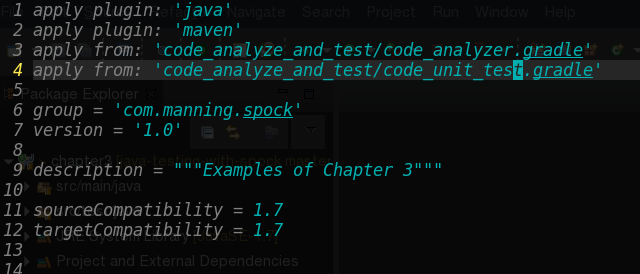 Navigate Search Project Run Window Help
1 apply plugin: 'java'
2 apply plugin: 'maven'
3 apply from: 'code_analyze_and_test/code_analyzer.gradle'
4 apply from: 'code_analyze_and_test/code_unit_test.gradle'
5
Package Explorer
6 group = 'com.manning.spock'
7 version = '1.0'
8
chapter3
9 description = """Examples of Chapter 3"""
src/main/java
10
11 sourceCompatibility = 1.7
12 targetCompatibility = 1.7
JRE System Library
13
Project and External Dependencies
14